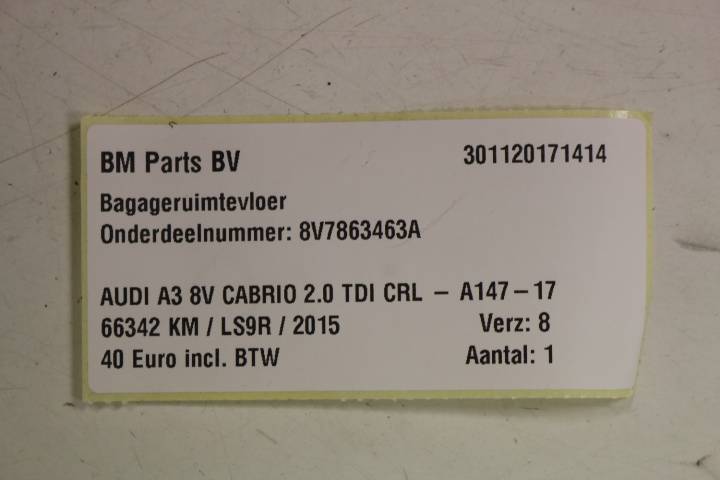 BM Parts BV 301120171414
Bagageruimtevloer
Onderdeelnummer: 8V7863463A
AUDI A3 8V CABRIO 2.0 TDI CRL – A147-17
66342 KM / LS9R / 2015 Verz: 8
40 Euro incl. BTW Aantal: 1